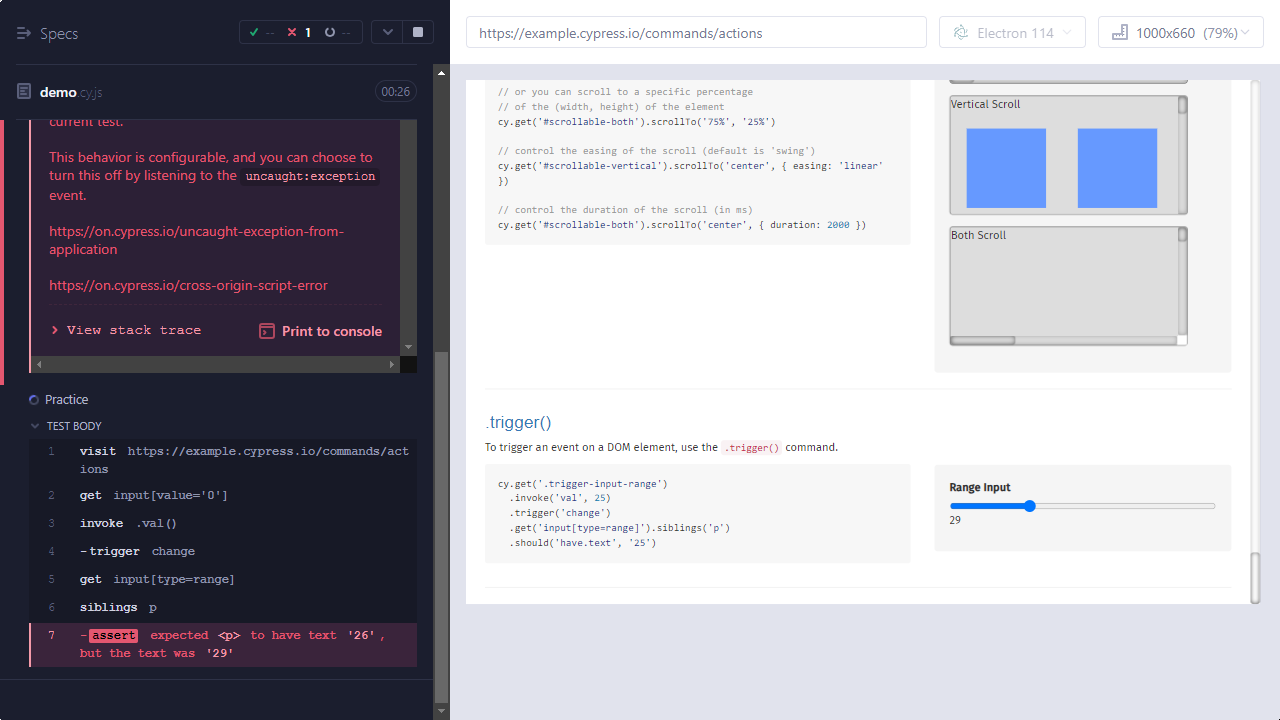 Specs
-- 1 --
demo.cy.js 00:26
current test.
This behavior is configurable, and you can choose to
turn this off by listening to the uncaught:exception
event.
https://on.cypress.io/uncaught-exception-from-
application
https://on.cypress.io/cross-origin-script-error
View stack trace Print to console
Practice
TEST BODY
1 visit https://example.cypress.io/commands/act
ions
2 get input[value='0']
3 invoke .val()
4 -trigger change
5 get input[type=range]
6 siblings p
7 -assert expected <p> to have text '26',
but the text was '29'
https://example.cypress.io/commands/actions
Electron 114
1000x660 (79%)
// or you can scroll to a specific percentage
// of the (width, height) of the element
cy.get('#scrollable-both').scrollTo('75%', '25%')
// control the easing of the scroll (default is 'swing')
cy.get('#scrollable-vertical').scrollTo('center', { easing: 'linear'
})
// control the duration of the scroll (in ms)
cy.get('#scrollable-both').scrollTo('center', { duration: 2000 })
Vertical Scroll
Both Scroll
.trigger()
To trigger an event on a DOM element, use the .trigger() command.
cy.get('.trigger-input-range')
.invoke('val', 25)
.trigger('change')
.get('input[type=range]').siblings('p')
.should('have.text', '25')
Range Input
29